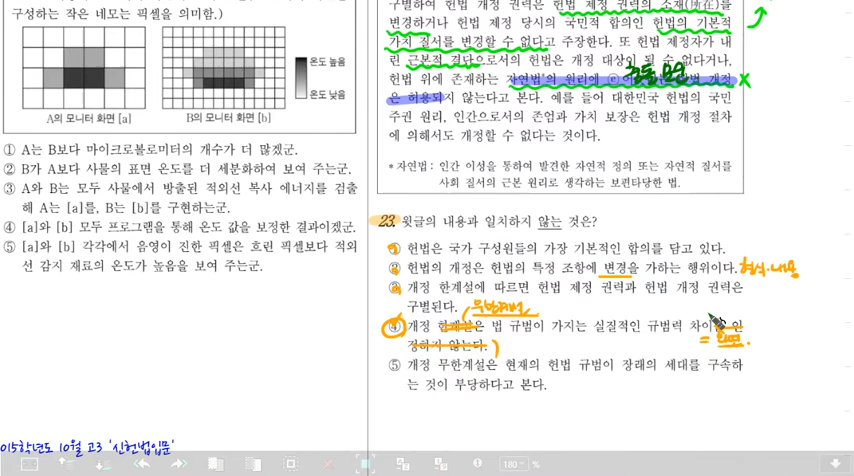 구성하는 작은 네모는 픽셀을 의미함.)
온도 높음
온도 낮음
A의 모니터 화면 [a]
B의 모니터 화면 [b]
① A는 B보다 마이크로볼로미터의 개수가 더 많겠군.
② B가 A보다 사물의 표면 온도를 더 세분화하여 보여 주는군.
③ A와 B는 모두 사물에서 방출된 적외선 복사 에너지를 검출
해 A는 [a]를, B는 [b]를 구현하는군.
④ [a]와 [b] 모두 프로그램을 통해 온도 값을 보정한 결과이겠군.
⑤ [a]와 [b] 각각에서 음영이 진한 픽셀은 흐린 픽셀보다 적외
선 감지 재료의 온도가 높음을 보여 주는군.
015학년도 10월 고3 '신헌법입문'
구별하여 헌법 개정 권력은 헌법 제정 권력의 소재(所在)를
변경하거나 헌법 제정 당시의 국민적 합의인 헌법의 기본적
가치 질서를 변경할 수 없다고 주장한다. 또 헌법 제정자가 내
린 근본적 결단으로서의 헌법은 개정 대상이 될 수 없다거나,
헌법 위에 존재하는 자연법*의 원리에 ⓒ 헌법 개정
은 허용되지 않는다고 본다. 예를 들어 대한민국 헌법의 국민
주권 원리, 인간으로서의 존엄과 가치 보장은 헌법 개정 절차
에 의해서도 개정할 수 없다는 것이다.
* 자연법: 인간 이성을 통하여 발견한 자연적 정의 또는 자연적 질서를
사회 질서의 근본 원리로 생각하는 보편타당한 법.
23. 윗글의 내용과 일치하지 않는 것은?
① 헌법은 국가 구성원들의 가장 기본적인 합의를 담고 있다.
② 헌법의 개정은 헌법의 특정 조항에 변경을 가하는 행위이다. 형식·내용
③ 개정 한계설에 따르면 헌법 제정 권력과 헌법 개정 권력은
구별된다.
무한계설
④ 개정 한계설은 법 규범이 가지는 실질적인 규범력 차이를 인
정하지 않는다.
⑤ 개정 무한계설은 현재의 헌법 규범이 장래의 세대를 구속하
는 것이 부당하다고 본다.
180 %